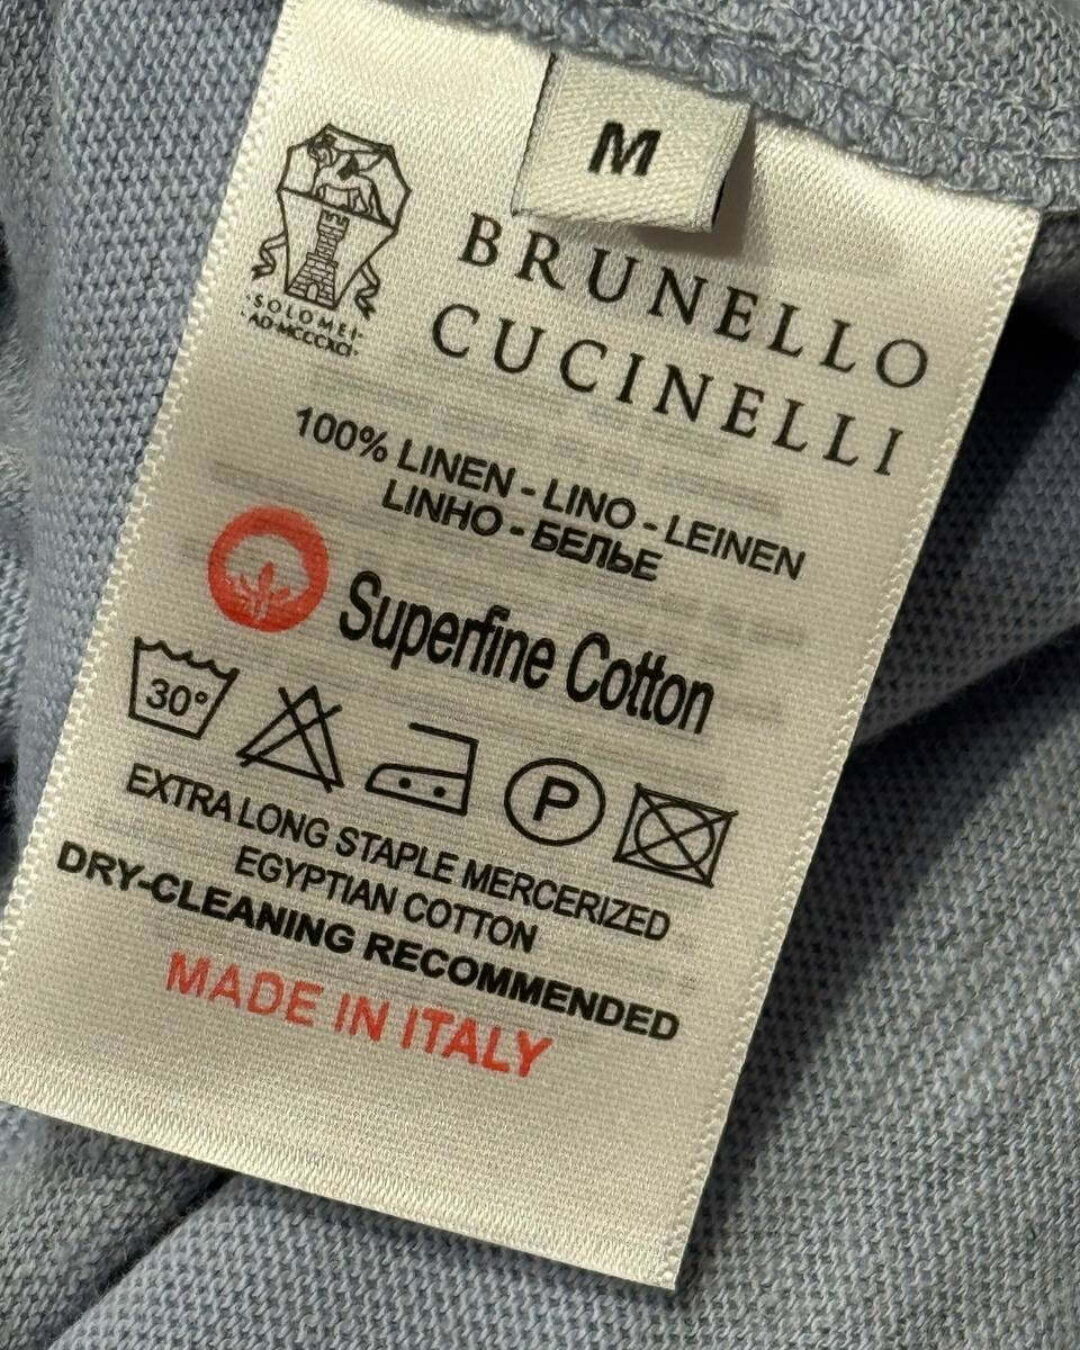 M
·SOLOMEI·
·AD·MCCCXCI·
BRUNELLO
CUCINELLI
100% LINEN - LINO - LEINEN
LINHO - БЕЛЬЕ
Superfine Cotton
30°
P
EXTRA LONG STAPLE MERCERIZED
EGYPTIAN COTTON
DRY-CLEANING RECOMMENDED
MADE IN ITALY